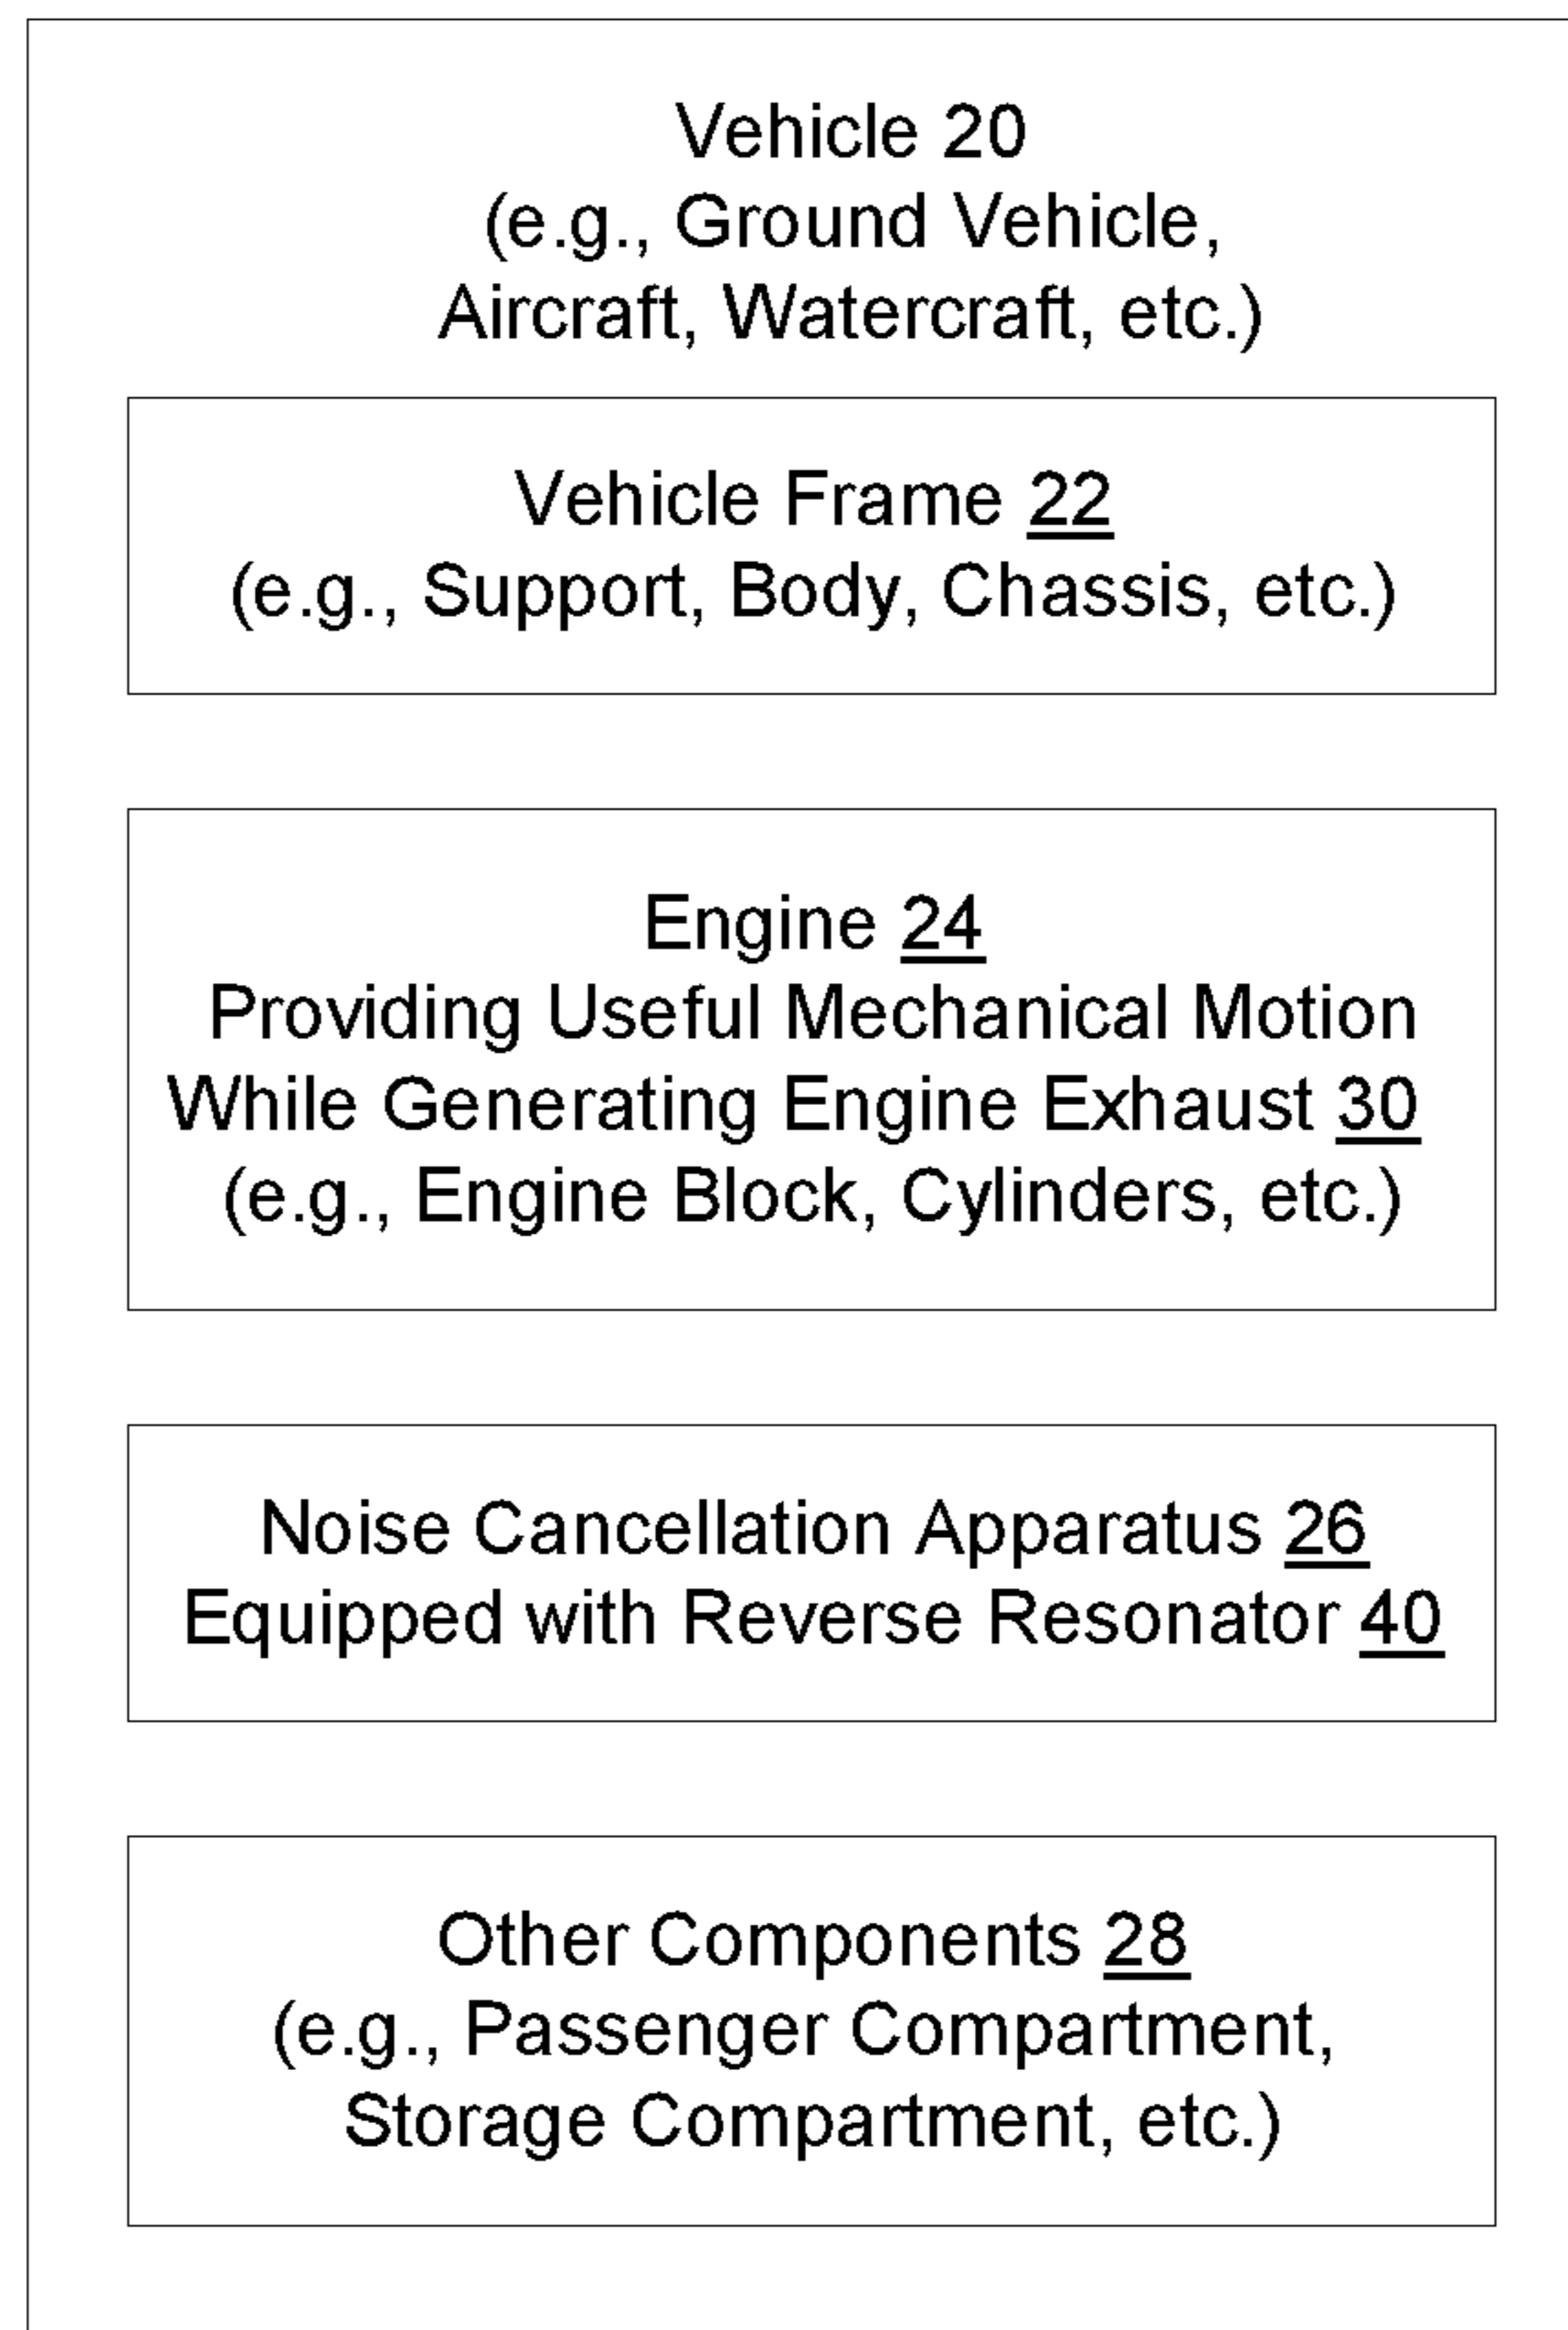 Vehicle 20
(e.g., Ground Vehicle,
Aircraft, Watercraft, etc.)
Vehicle Frame 22
(e.g., Support, Body, Chassis, etc.)
Engine 24
Providing Useful Mechanical Motion
While Generating Engine Exhaust 30
(e.g., Engine Block, Cylinders, etc.)
Noise Cancellation Apparatus 26
Equipped with Reverse Resonator 40
Other Components 28
(e.g., Passenger Compartment,
Storage Compartment, etc.)